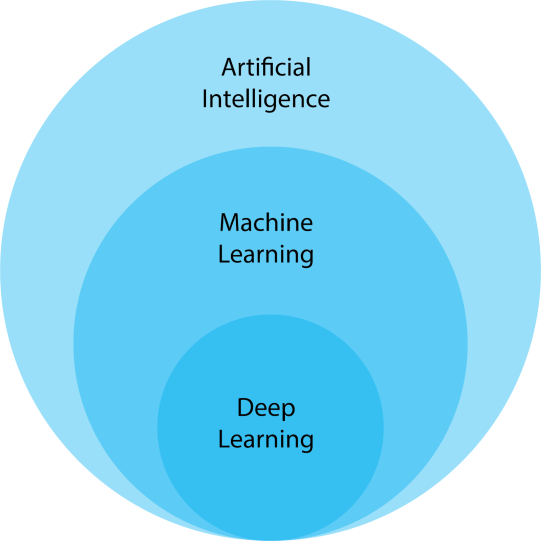 Artificial
Intelligence
Machine
Learning
Deep
Learning